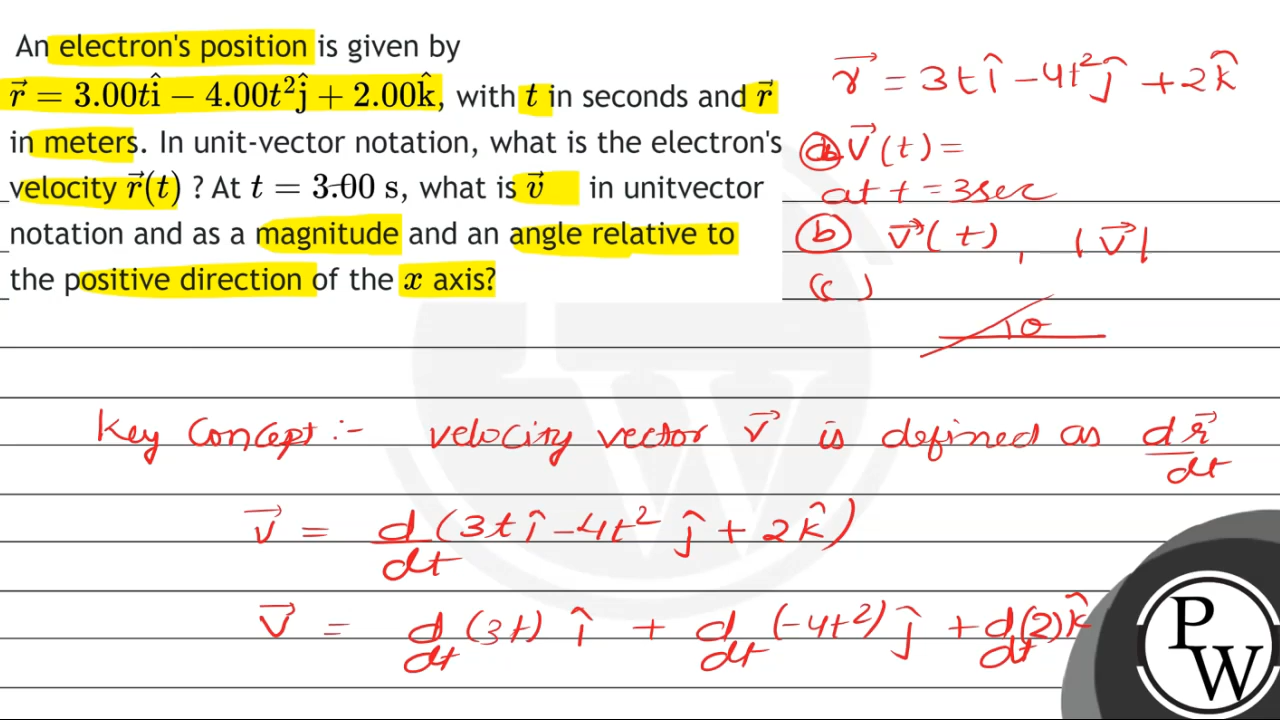 An electron's position is given by
r⃗ = 3.00tî − 4.00t²ĵ + 2.00k̂, with t in seconds and r⃗
in meters. In unit-vector notation, what is the electron's
velocity r⃗(t) ? At t = 3.00 s, what is v⃗ in unitvector
notation and as a magnitude and an angle relative to
the positive direction of the x axis?
r⃗ = 3tî − 4t²ĵ + 2k̂
(a) v⃗(t) =
at t = 3sec
(b) v⃗(t), |v⃗|
(c)
θ
Key Concept :- velocity vector v⃗ is defined as dr⃗/dt
v⃗ = d/dt (3tî − 4t² ĵ + 2k̂)
v⃗ = d/dt (3t) î + d/dt (−4t²) ĵ + d/dt (2) k̂
PW